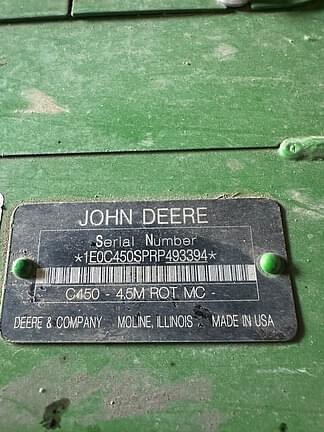 JOHN DEERE
Serial Number
*1E0C450SPRP493394*
C450 - 4.5M ROT MC -
DEERE & COMPANY MOLINE, ILLINOIS MADE IN USA